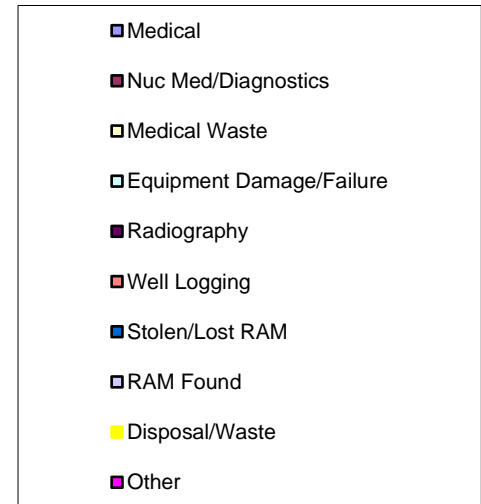 Medical
Nuc Med/Diagnostics
Medical Waste
Equipment Damage/Failure
Radiography
Well Logging
Stolen/Lost RAM
RAM Found
Disposal/Waste
Other